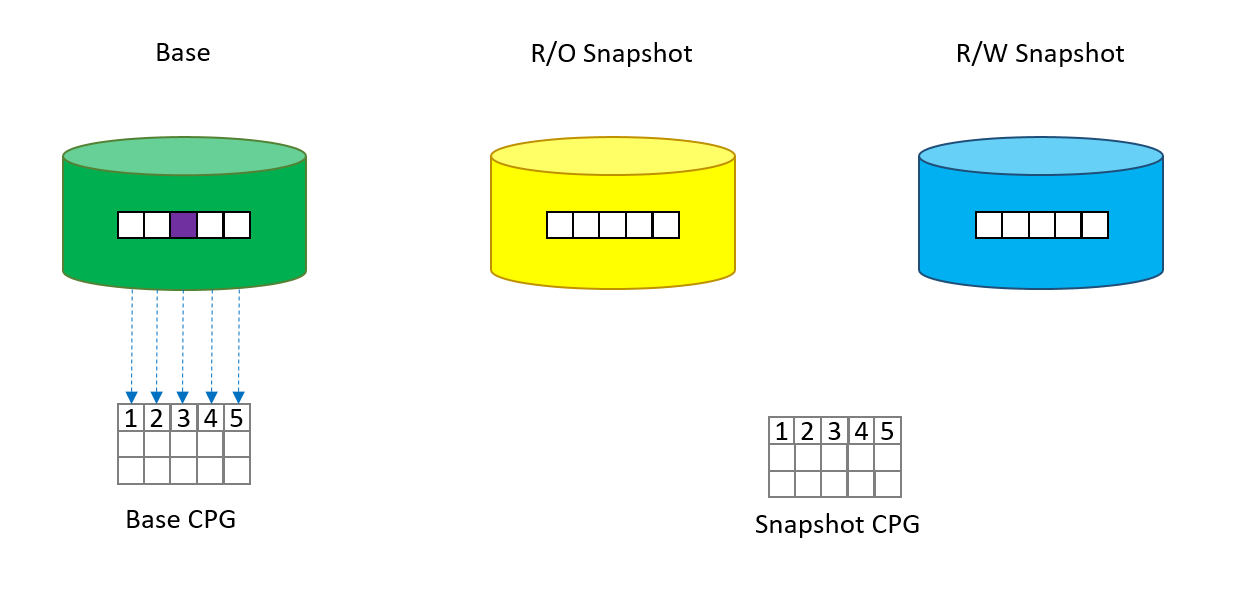 Base
R/O Snapshot
R/W Snapshot
1 2 3 4 5
Base CPG
1 2 3 4 5
Snapshot CPG